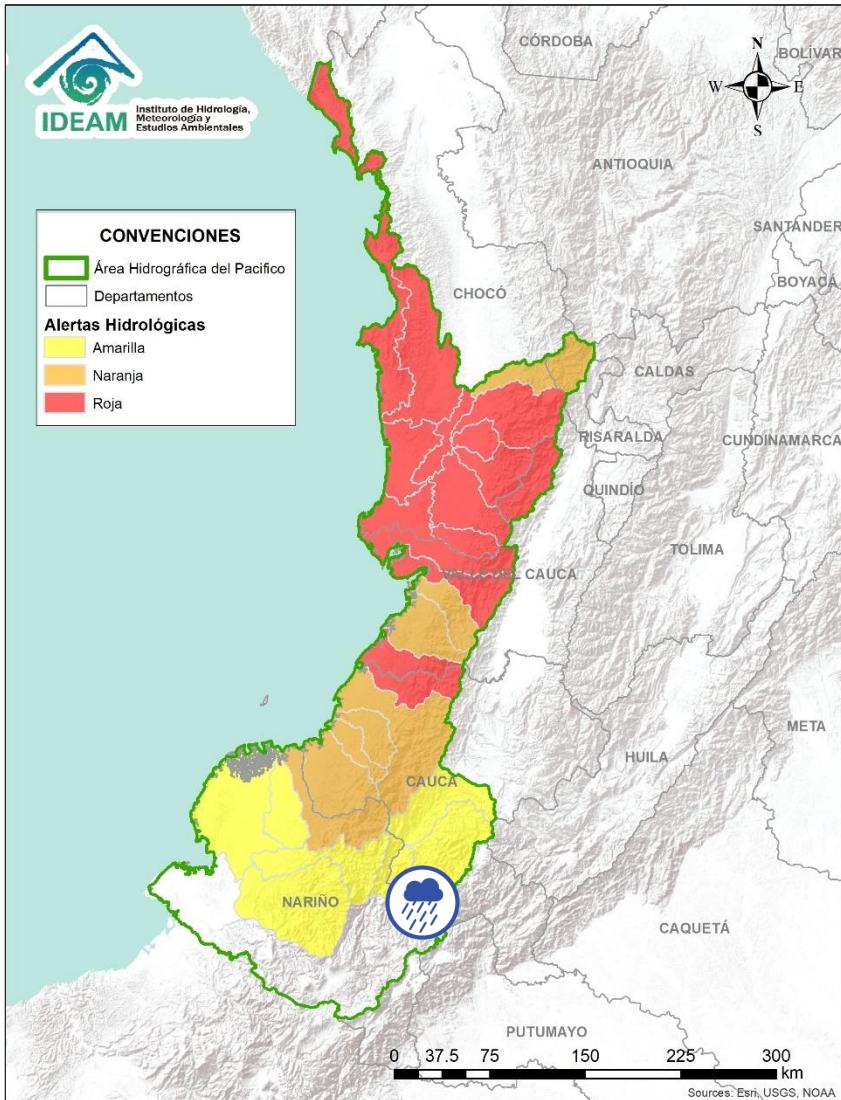 IDEAM
Instituto de Hidrología,
Meteorología y
Estudios Ambientales
CÓRDOBA
BOLÍVAR
N
W
E
S
ANTIOQUIA
SANTANDER
BOYACÁ
CONVENCIONES
Área Hidrográfica del Pacifico
Departamentos
Alertas Hidrológicas
Amarilla
Naranja
Roja
CHOCÓ
CALDAS
RISARALDA
CUNDINAMARCA
QUINDÍO
TOLIMA
VALLE DEL CAUCA
META
HUILA
CAUCA
NARIÑO
CAQUETÁ
PUTUMAYO
0 37.5 75 150 225 300
km
Sources: Esri, USGS, NOAA